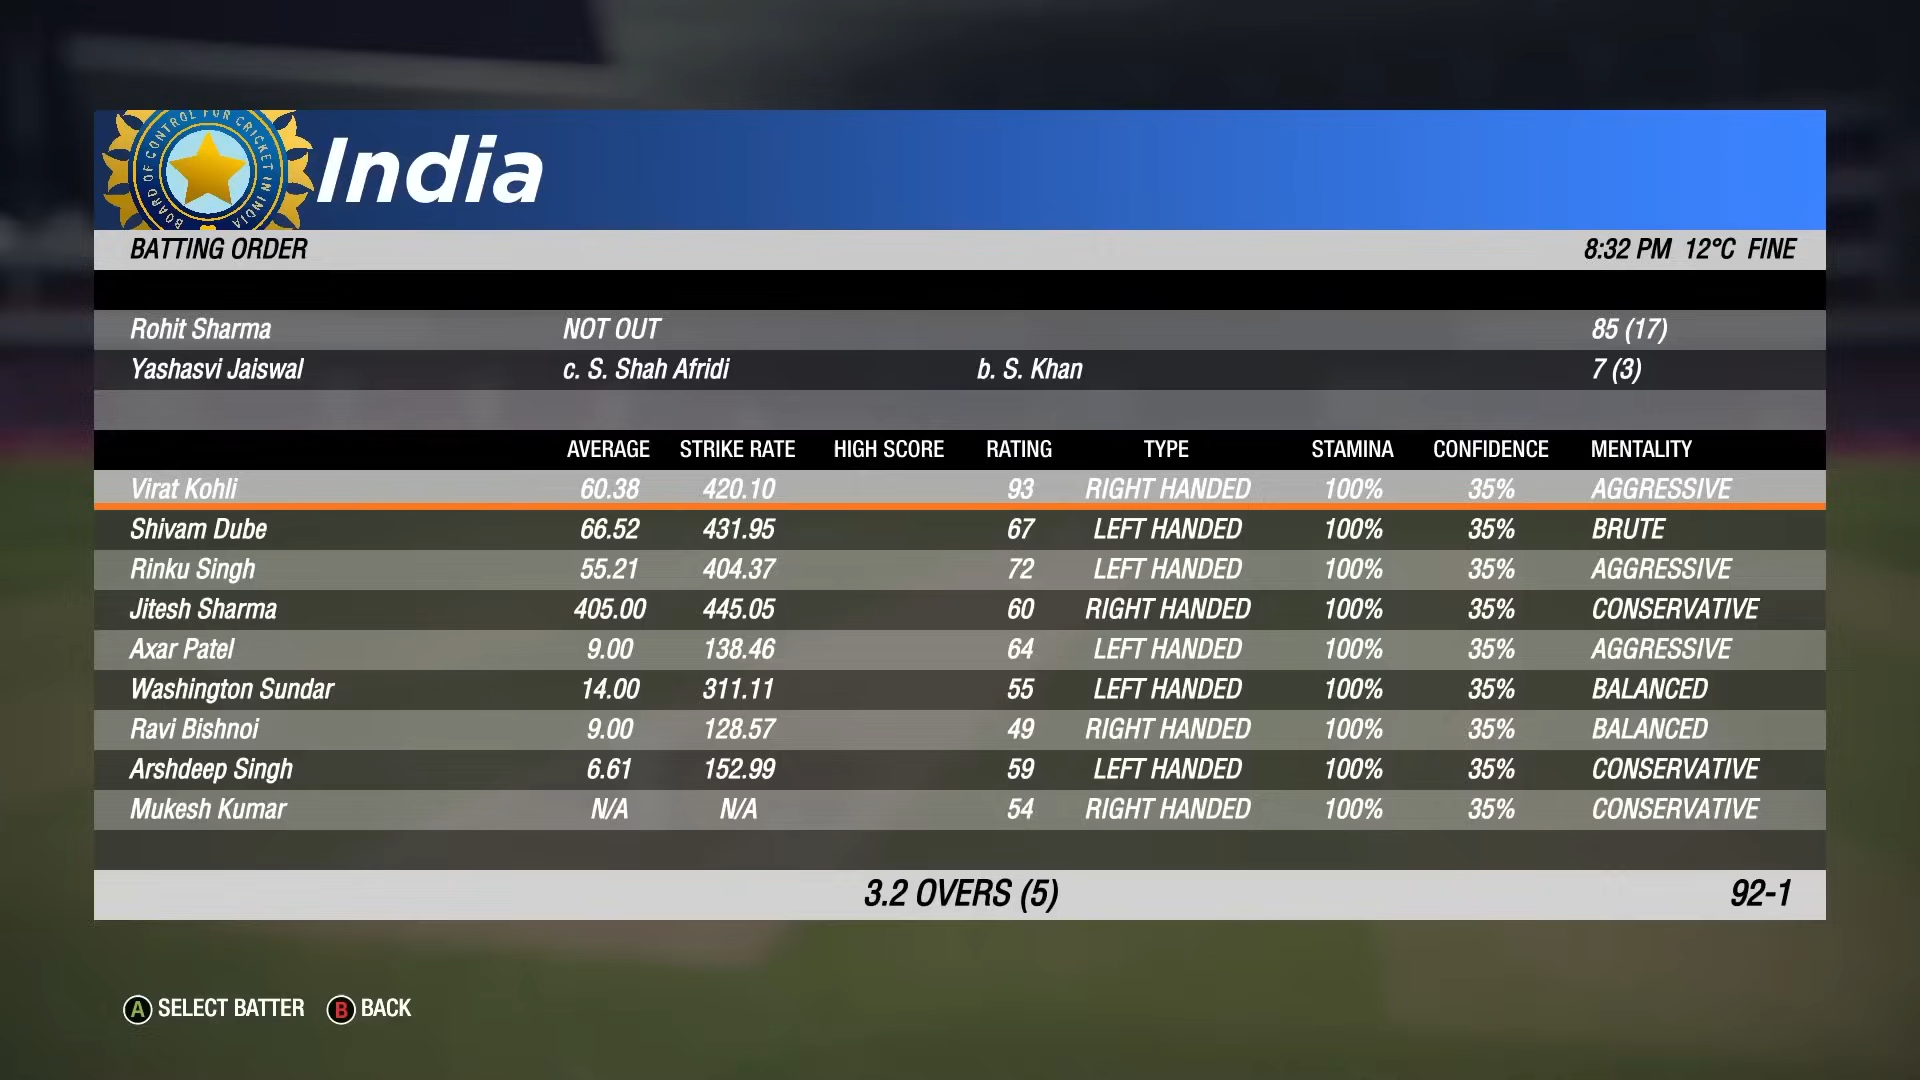 BOARD OF CONTROL FOR CRICKET IN INDIA
India
BATTING ORDER 8:32 PM 12°C FINE
Rohit Sharma NOT OUT 85 (17)
Yashasvi Jaiswal c. S. Shah Afridi b. S. Khan 7 (3)
AVERAGE STRIKE RATE HIGH SCORE RATING TYPE STAMINA CONFIDENCE MENTALITY
Virat Kohli 60.38 420.10 93 RIGHT HANDED 100% 35% AGGRESSIVE
Shivam Dube 66.52 431.95 67 LEFT HANDED 100% 35% BRUTE
Rinku Singh 55.21 404.37 72 LEFT HANDED 100% 35% AGGRESSIVE
Jitesh Sharma 405.00 445.05 60 RIGHT HANDED 100% 35% CONSERVATIVE
Axar Patel 9.00 138.46 64 LEFT HANDED 100% 35% AGGRESSIVE
Washington Sundar 14.00 311.11 55 LEFT HANDED 100% 35% BALANCED
Ravi Bishnoi 9.00 128.57 49 RIGHT HANDED 100% 35% BALANCED
Arshdeep Singh 6.61 152.99 59 LEFT HANDED 100% 35% CONSERVATIVE
Mukesh Kumar N/A N/A 54 RIGHT HANDED 100% 35% CONSERVATIVE
3.2 OVERS (5) 92-1
A SELECT BATTER B BACK